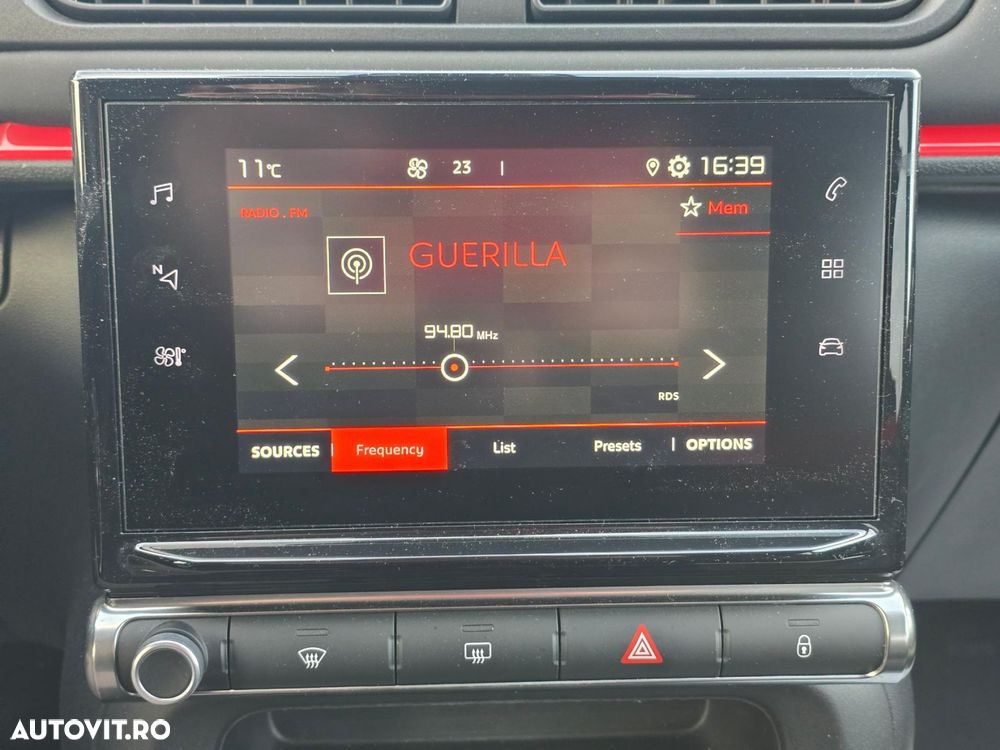 11°C 23 | 16:39
RADIO . FM
Mem
GUERILLA
94.80 MHz
N
RDS
SOURCES | Frequency List Presets | OPTIONS
AUTOVIT.RO